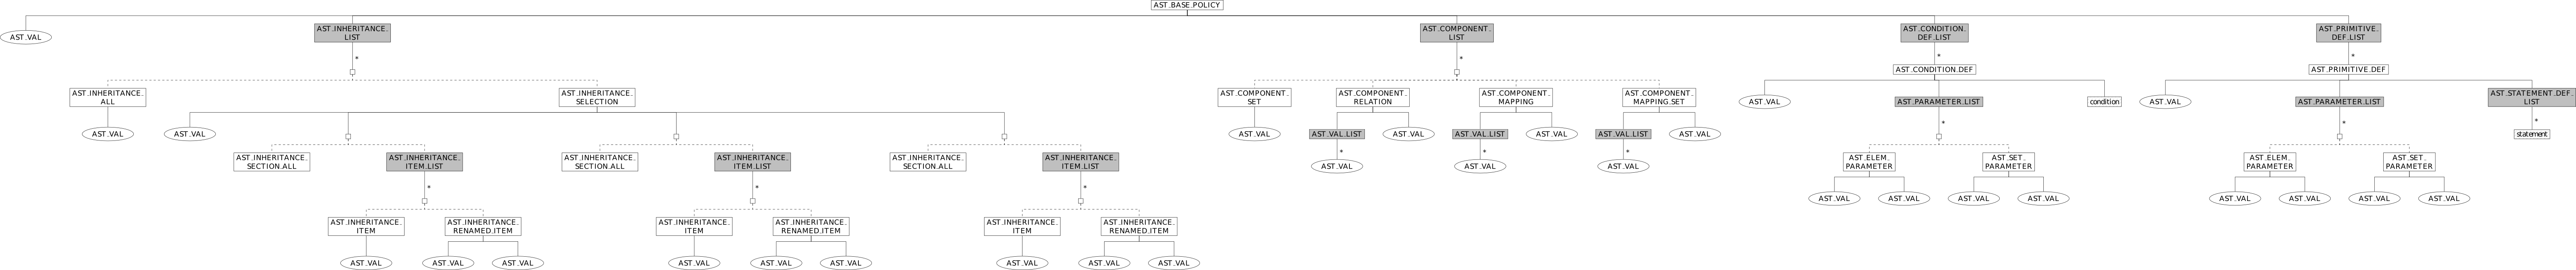 AST.BASE.POLICY
AST.VAL
AST.INHERITANCE.
LIST
AST.COMPONENT.
LIST
AST.CONDITION.
DEF.LIST
AST.PRIMITIVE.
DEF.LIST
*
*
*
*
AST.CONDITION.DEF
AST.PRIMITIVE.DEF
AST.INHERITANCE.
ALL
AST.INHERITANCE.
SELECTION
AST.COMPONENT.
SET
AST.COMPONENT.
RELATION
AST.COMPONENT.
MAPPING
AST.COMPONENT.
MAPPING.SET
AST.VAL
AST.PARAMETER.LIST
condition
AST.VAL
AST.PARAMETER.LIST
AST.STATEMENT.DEF.
LIST
*
*
*
AST.VAL
AST.VAL
AST.VAL
AST.VAL.LIST
AST.VAL
AST.VAL.LIST
AST.VAL
AST.VAL.LIST
AST.VAL
statement
*
*
*
AST.INHERITANCE.
SECTION.ALL
AST.INHERITANCE.
ITEM.LIST
AST.INHERITANCE.
SECTION.ALL
AST.INHERITANCE.
ITEM.LIST
AST.INHERITANCE.
SECTION.ALL
AST.INHERITANCE.
ITEM.LIST
AST.VAL
AST.VAL
AST.VAL
AST.ELEM.
PARAMETER
AST.SET.
PARAMETER
AST.ELEM.
PARAMETER
AST.SET.
PARAMETER
*
*
*
AST.VAL
AST.VAL
AST.VAL
AST.VAL
AST.VAL
AST.VAL
AST.VAL
AST.VAL
AST.INHERITANCE.
ITEM
AST.INHERITANCE.
RENAMED.ITEM
AST.INHERITANCE.
ITEM
AST.INHERITANCE.
RENAMED.ITEM
AST.INHERITANCE.
ITEM
AST.INHERITANCE.
RENAMED.ITEM
AST.VAL
AST.VAL
AST.VAL
AST.VAL
AST.VAL
AST.VAL
AST.VAL
AST.VAL
AST.VAL